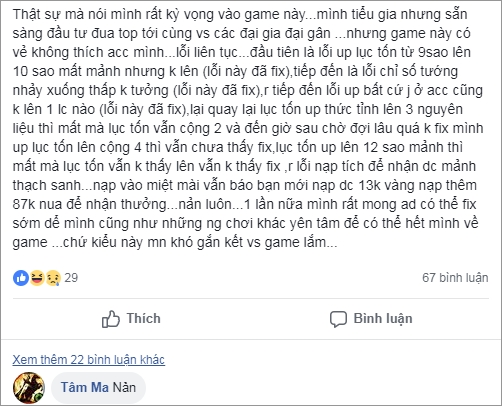 Thật sự mà nói mình rất kỳ vọng vào game này...mình tiểu gia nhưng sẵn
sàng đầu tư đua top tới cùng vs các đại gia đại gân ...nhưng game này có
vẻ không thích acc mình...lỗi liên tục...đầu tiên là lỗi up lục tốn từ 9sao lên
10 sao mất mảnh nhưng k lên (lỗi này đã fix),tiếp đến là lỗi chỉ số tướng
nhảy xuống thấp k tưởng (lỗi này đã fix),r tiếp đến lỗi up bất cứ j ở acc cũng
k lên 1 lc nào (lỗi này đã fix),lại quay lại lục tốn up thức tỉnh lên 3 nguyên
liệu thì mất mà lục tốn vẫn cộng 2 và đến giờ sau chờ đợi lâu quá k fix mình
up lục tốn lên cộng 4 thì vẫn chưa thấy fix,lục tốn up lên 12 sao mảnh thì
mất mà lục tốn vẫn k thấy lên vẫn k thấy fix ,r lỗi nạp tích để nhận dc mảnh
thạch sanh...nạp vào miệt mài vẫn báo bạn mới nạp dc 13k vàng nạp thêm
87k nua để nhận thưởng...nản luôn...1 lần nữa mình rất mong ad có thể fix
sớm dể mình cũng như những ng chơi khác yên tâm để có thể hết mình về
game ...chứ kiểu này mn khó gắn kết vs game lắm...
29
67 bình luận
Thích
Bình luận
Xem thêm 22 bình luận khác
Tâm Ma Nản